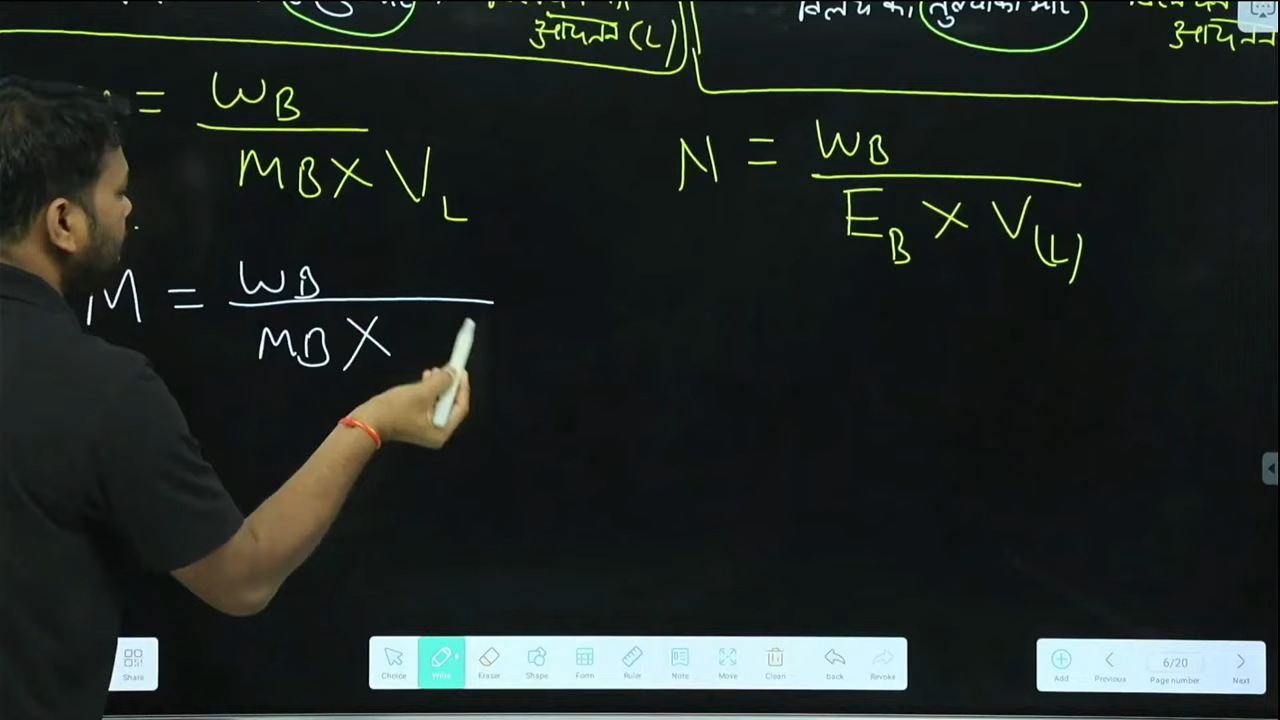 आयतन (L)
विलेय का तुल्यांकी भार
आयतन
= WB
MB X VL
N = WB
EB X V(L)
M = WB
MB X
Share
Choice
Write
Eraser
Shape
Form
Ruler
Note
Move
Clean
back
Revoke
Add
Previous
6/20
Page number
Next